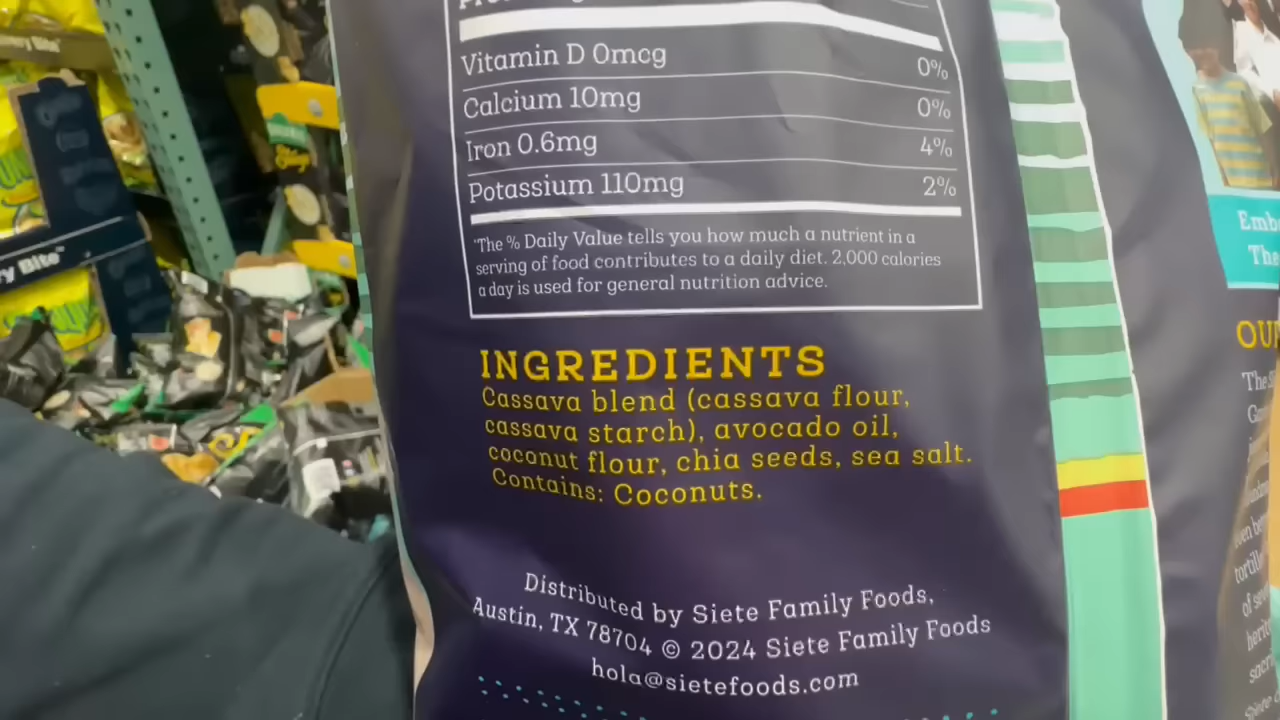 Vitamin D 0mcg 0%
Calcium 10mg 0%
Iron 0.6mg 4%
Potassium 110mg 2%
*The % Daily Value tells you how much a nutrient in a
serving of food contributes to a daily diet. 2,000 calories
a day is used for general nutrition advice.
INGREDIENTS
Cassava blend (cassava flour,
cassava starch), avocado oil,
coconut flour, chia seeds, sea salt.
Contains: Coconuts.
Distributed by Siete Family Foods,
Austin, TX 78704 © 2024 Siete Family Foods
hola@sietefoods.com